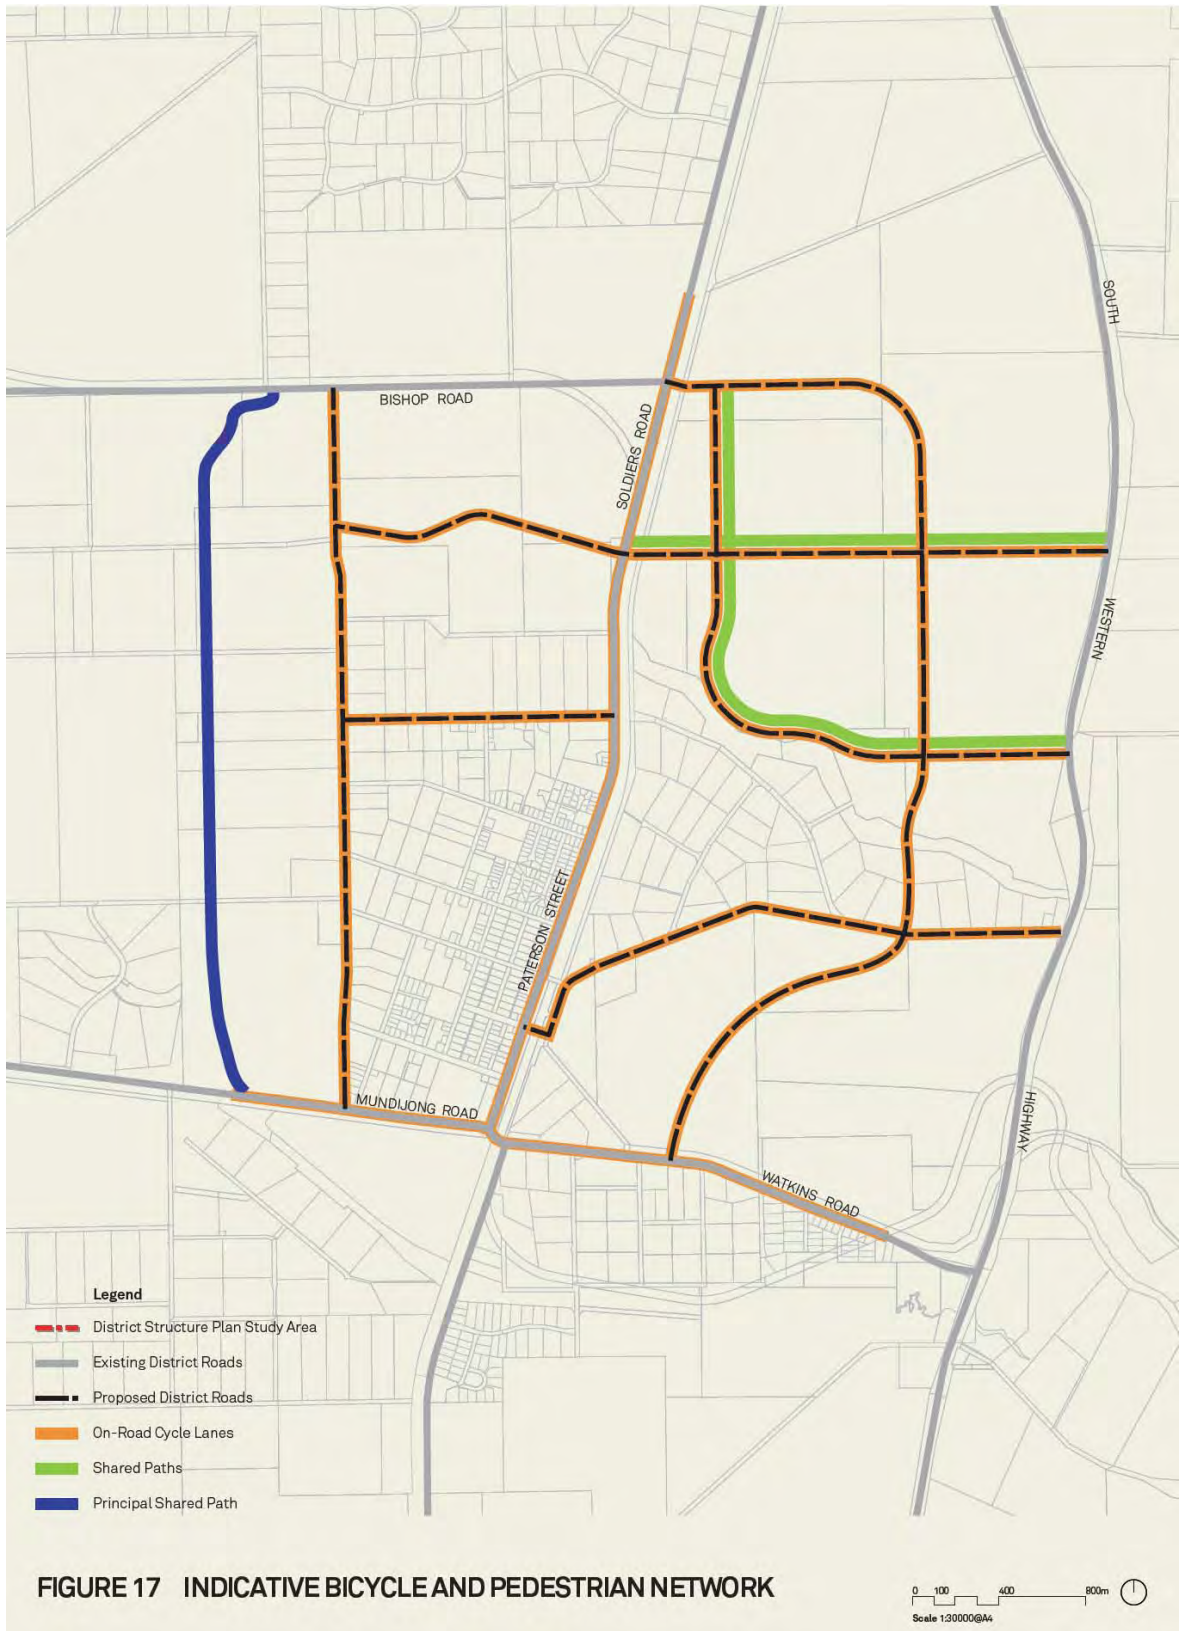 SOUTH
BISHOP ROAD
SOLDIERS ROAD
WESTERN
PATERSON STREET
MUNDIJONG ROAD
HIGHWAY
WATKINS ROAD
Legend
District Structure Plan Study Area
Existing District Roads
Proposed District Roads
On-Road Cycle Lanes
Shared Paths
Principal Shared Path
FIGURE 17 INDICATIVE BICYCLE AND PEDESTRIAN NETWORK
0 100 400 800m
Scale 1:30000@A4